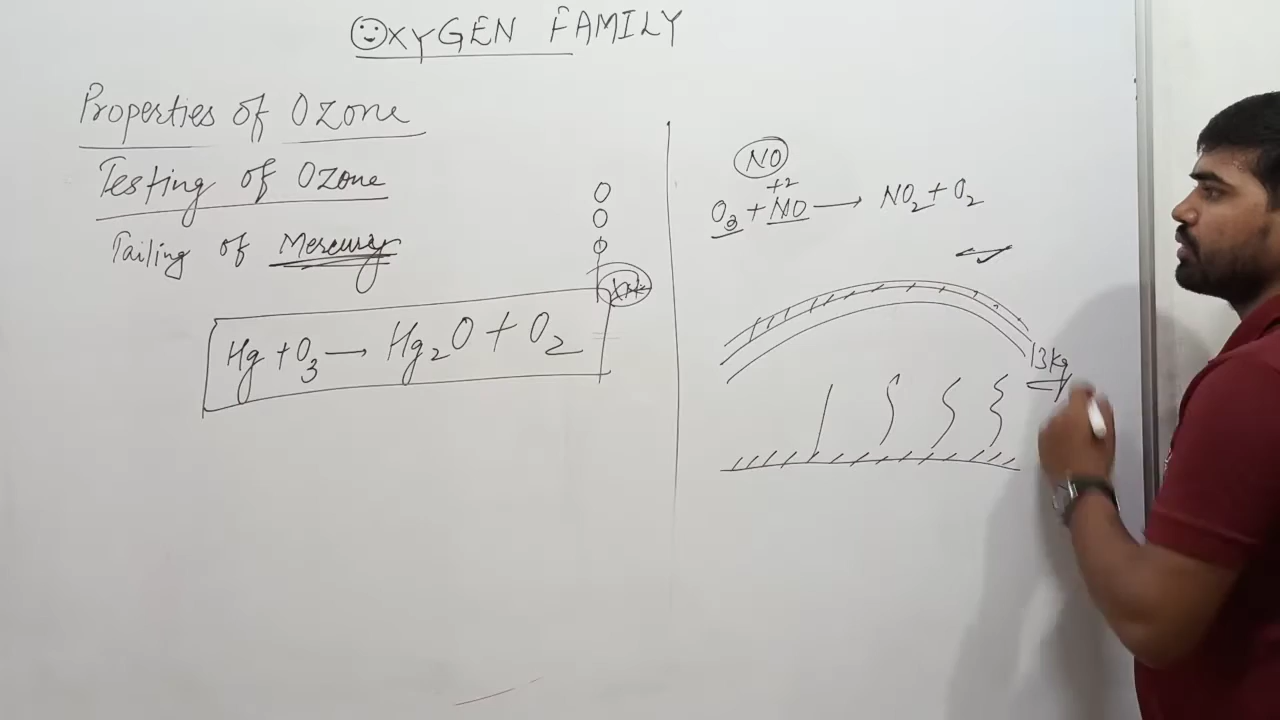 OXYGEN FAMILY
Properties of Ozone
Testing of Ozone
Tailing of Mercury
Hg + O3 → Hg2O + O2
NO
+2
O3 + NO → NO2 + O2
13kg